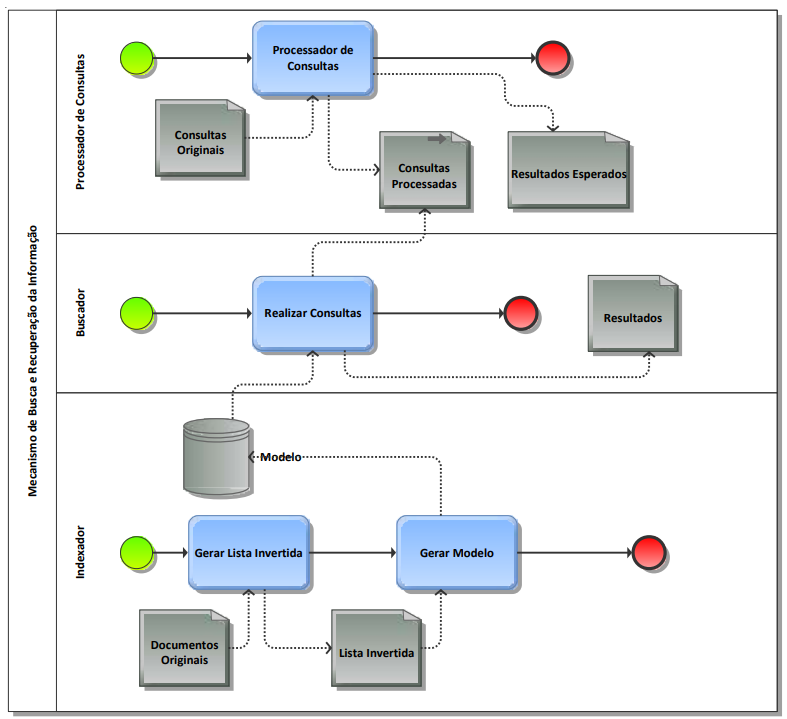 Mecanismo de Busca e Recuperação da Informação
Processador de Consultas
Processador de
Consultas
Consultas
Originais
Consultas
Processadas
Resultados Esperados
Buscador
Realizar Consultas
Resultados
Indexador
Modelo
Gerar Lista Invertida
Gerar Modelo
Documentos
Originais
Lista Invertida